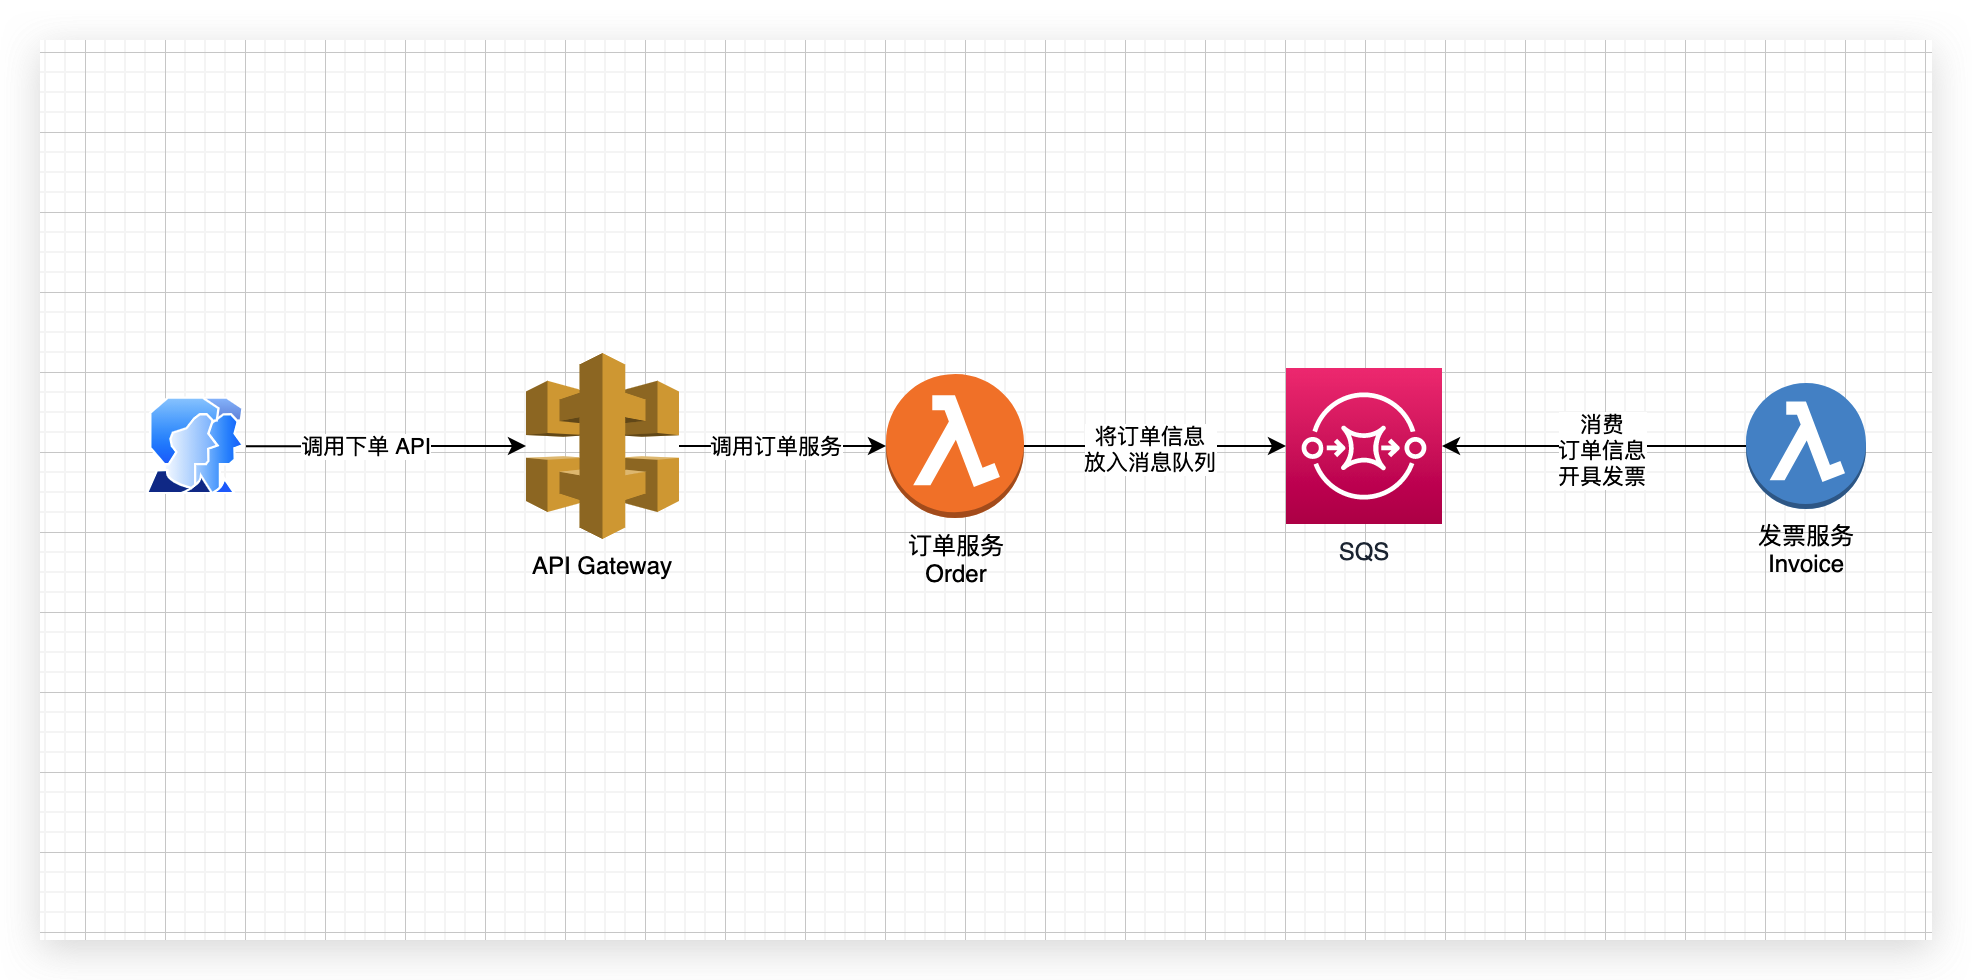 调用下单 API
API Gateway
调用订单服务
订单服务
Order
将订单信息
放入消息队列
SQS
消费
订单信息
开具发票
发票服务
Invoice